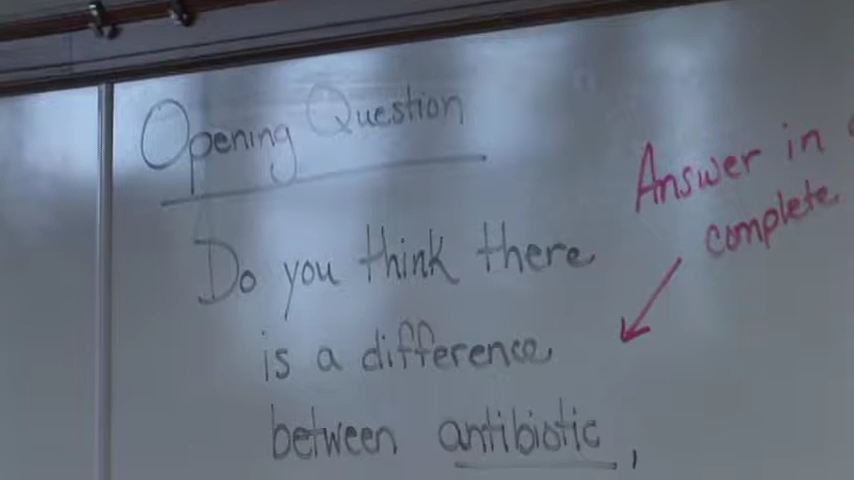 Opening Question
Do you think there
is a difference
between antibiotic,
Answer in
complete